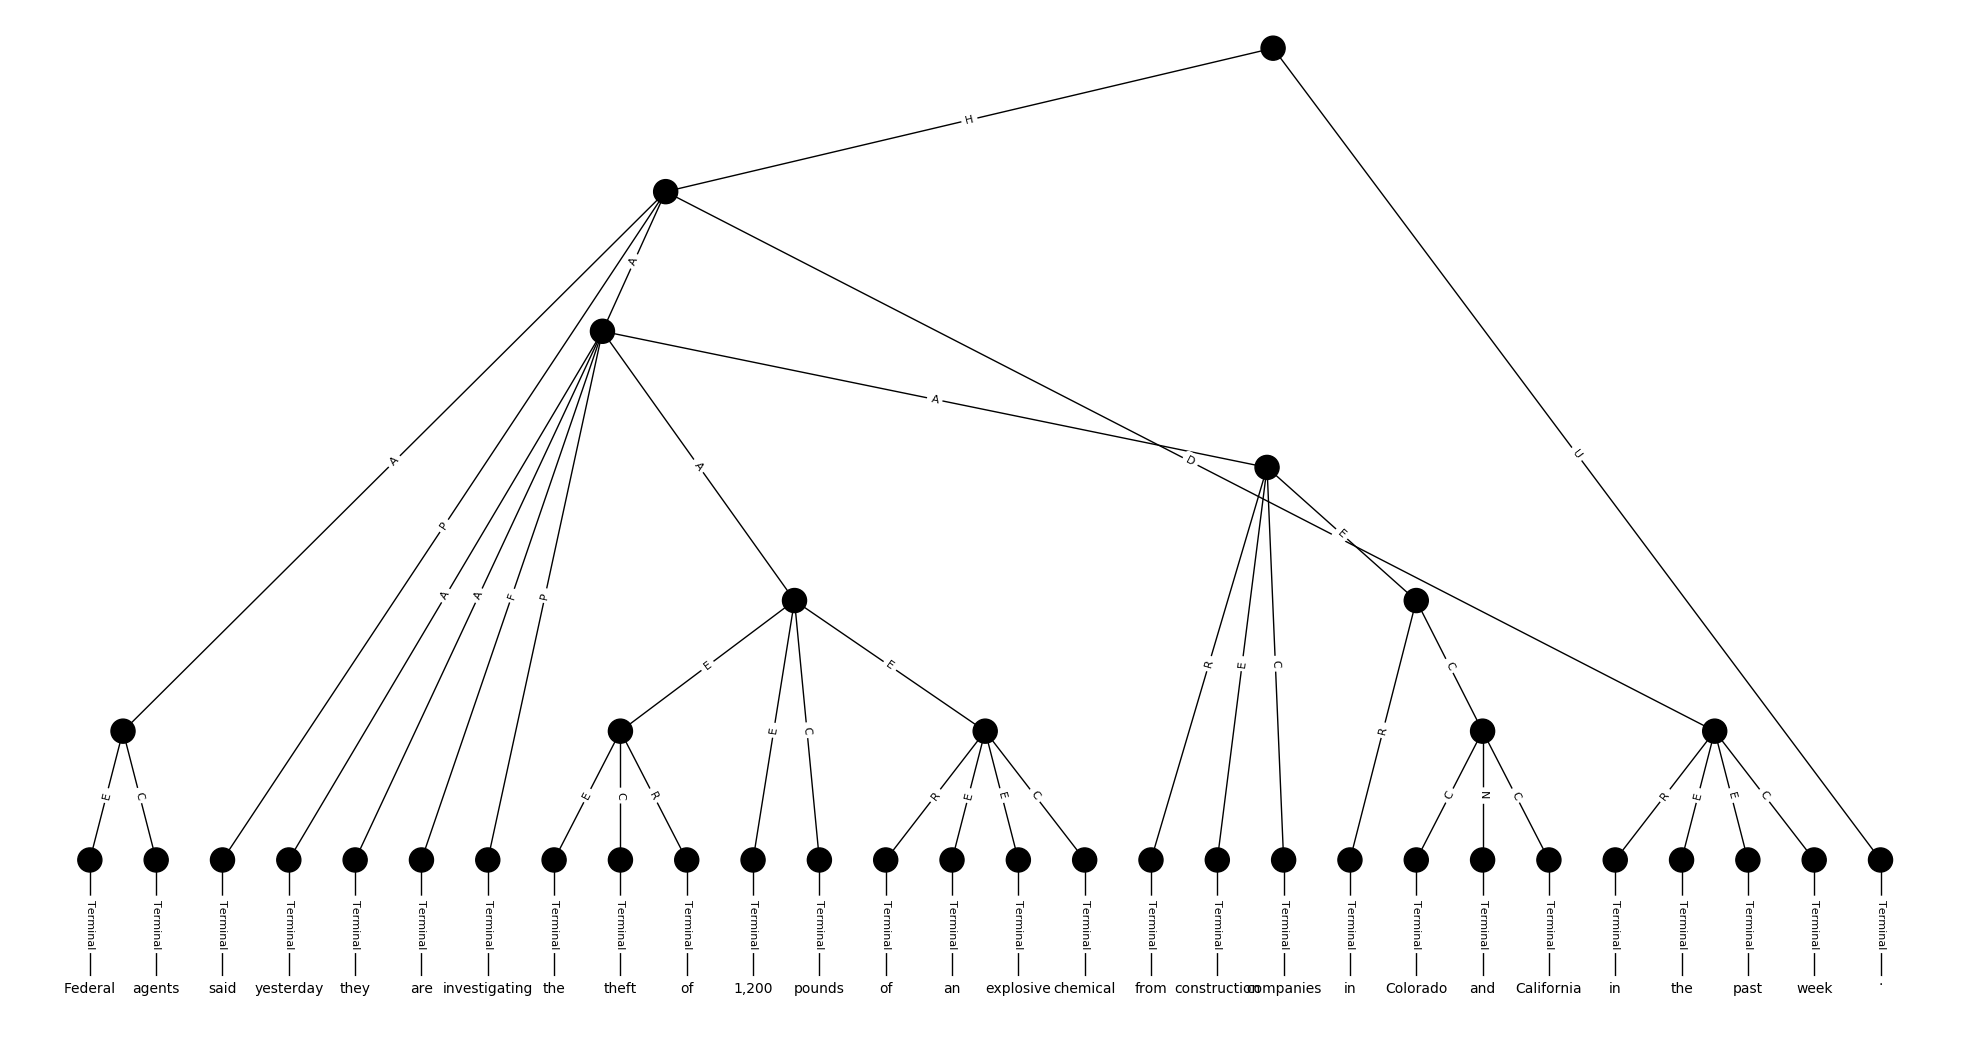 H
A
A
D
A
U
A
P
E
A
A
F
P
E
E
R
E
C
C
E
C
R
E
C
E
C
R
R
E
E
C
C
N
C
R
E
E
C
Terminal Terminal Terminal Terminal Terminal Terminal Terminal Terminal Terminal Terminal Terminal Terminal Terminal Terminal Terminal Terminal Terminal Terminal Terminal Terminal Terminal Terminal Terminal Terminal Terminal Terminal Terminal Terminal
Federal agents said yesterday they are investigating the theft of 1,200 pounds of an explosive chemical from construction companies in Colorado and California in the past week .